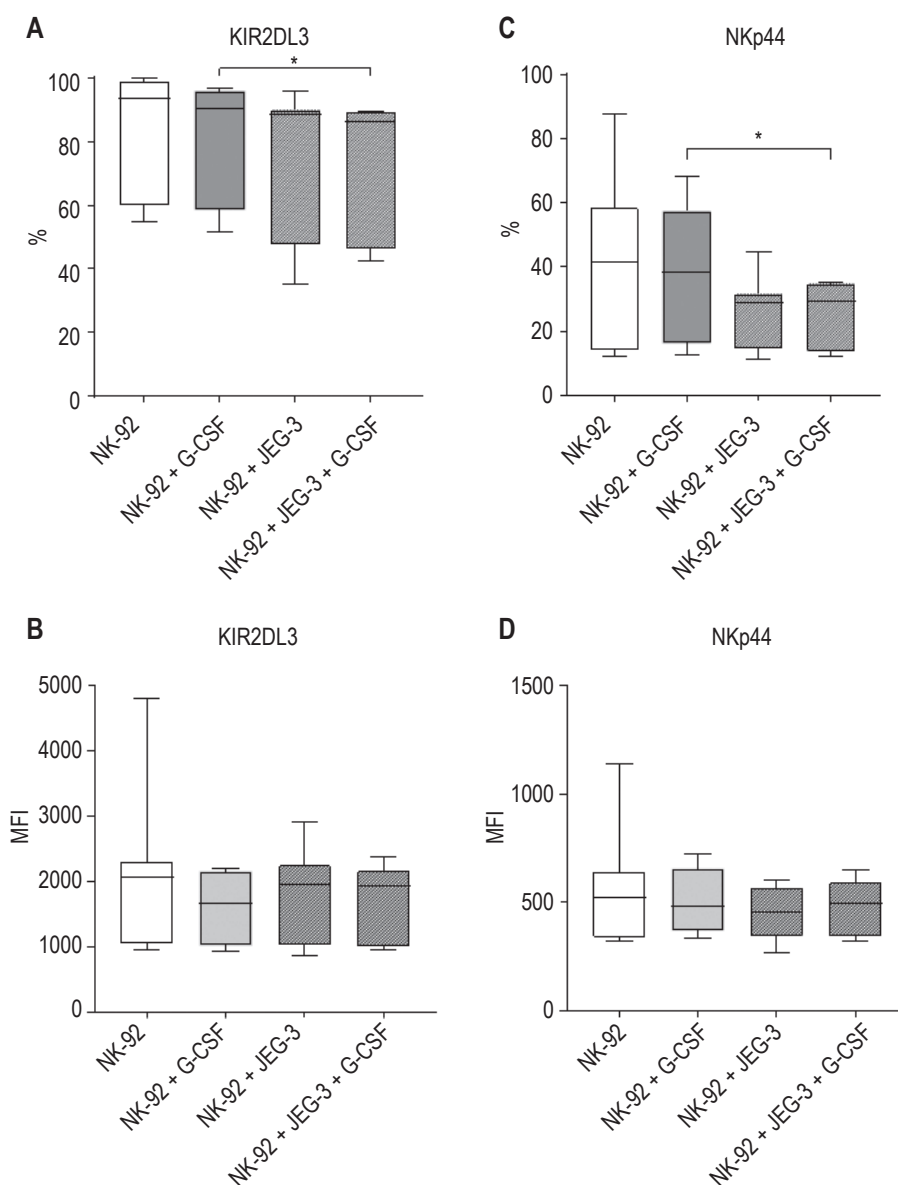 A
KIR2DL3
*
100
80
60
40
20
0
%
NK-92
NK-92 + G-CSF
NK-92 + JEG-3
NK-92 + JEG-3 + G-CSF
C
NKp44
*
100
80
60
40
20
0
%
NK-92
NK-92 + G-CSF
NK-92 + JEG-3
NK-92 + JEG-3 + G-CSF
B
KIR2DL3
5000
4000
3000
2000
1000
0
MFI
NK-92
NK-92 + G-CSF
NK-92 + JEG-3
NK-92 + JEG-3 + G-CSF
D
NKp44
1500
1000
500
0
MFI
NK-92
NK-92 + G-CSF
NK-92 + JEG-3
NK-92 + JEG-3 + G-CSF